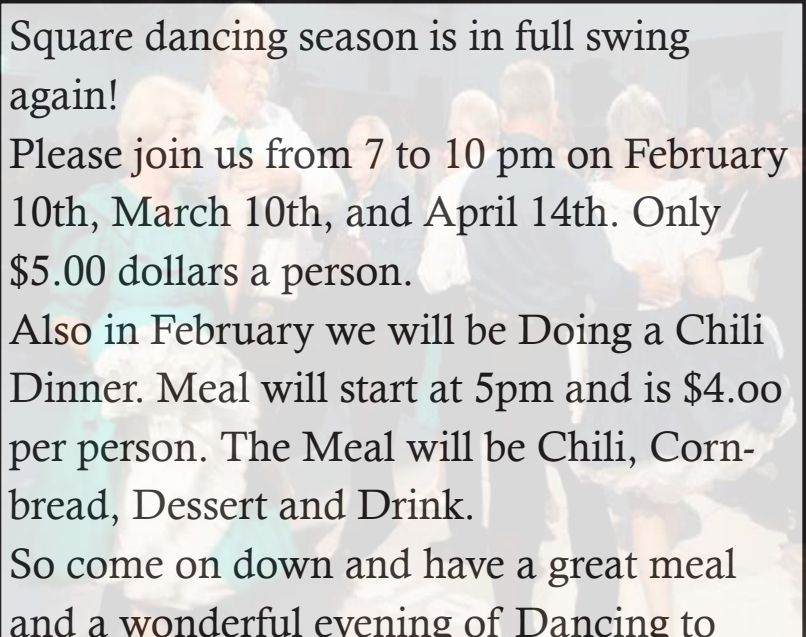 Square dancing season is in full swing
again!
Please join us from 7 to 10 pm on February
10th, March 10th, and April 14th. Only
$5.00 dollars a person.
Also in February we will be Doing a Chili
Dinner. Meal will start at 5pm and is $4.oo
per person. The Meal will be Chili, Corn-
bread, Dessert and Drink.
So come on down and have a great meal
and a wonderful evening of Dancing to